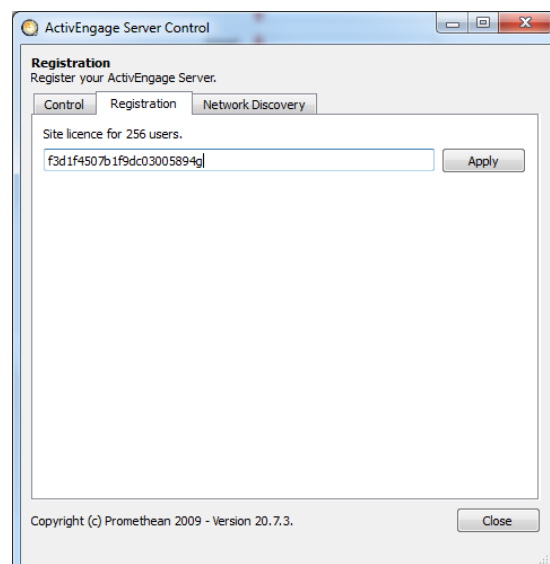 ActivEngage Server Control
Registration
Register your ActivEngage Server.
Control Registration Network Discovery
Site licence for 256 users.
f3d1f4507b1f9dc03005894g
Apply
Copyright (c) Promethean 2009 - Version 20.7.3.
Close